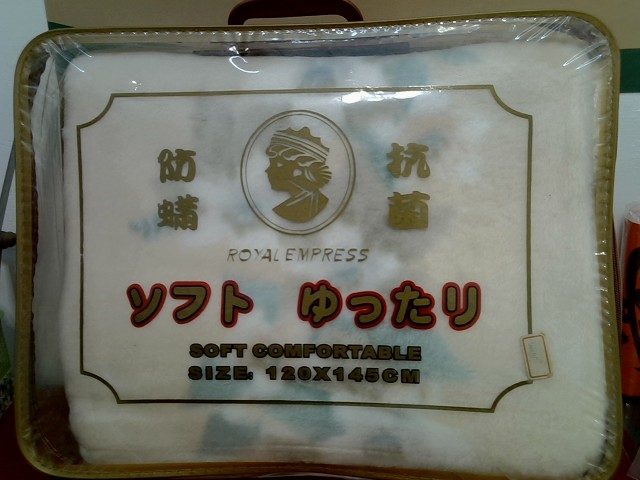 防螨
抗菌
ROYAL EMPRESS
ソフト ゆったり
SOFT COMFORTABLE
SIZE: 120X145CM